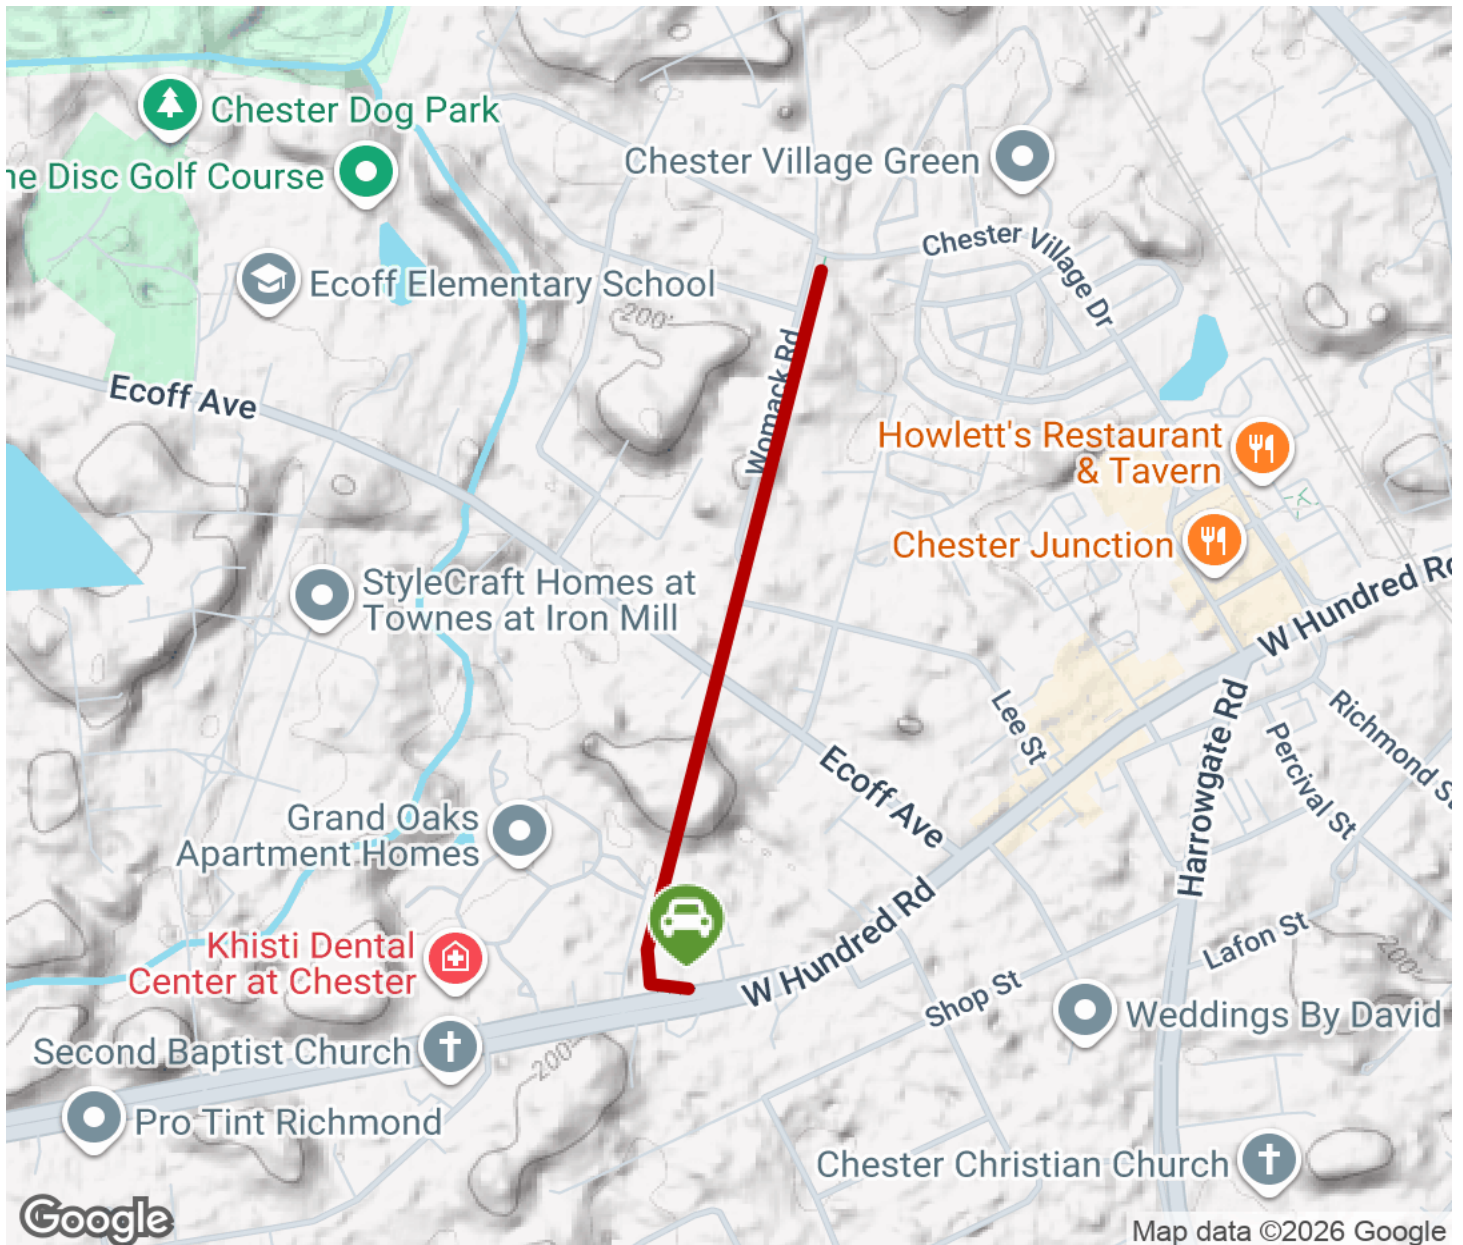 Chester Dog Park
ne Disc Golf Course
Chester Village Green
Chester Village Dr
Ecoff Elementary School
200'
Womack Rd
Ecoff Ave
Howlett's Restaurant
& Tavern
Chester Junction
StyleCraft Homes at
Townes at Iron Mill
W Hundred Rd
Lee St
Harrowgate Rd
Richmond St
Percival St
Ecoff Ave
Grand Oaks
Apartment Homes
W Hundred Rd
Lafon St
200'
Khisti Dental
Center at Chester
Shop St
Weddings By David
Second Baptist Church
200'
Pro Tint Richmond
Chester Christian Church
Google
Map data ©2026 Google